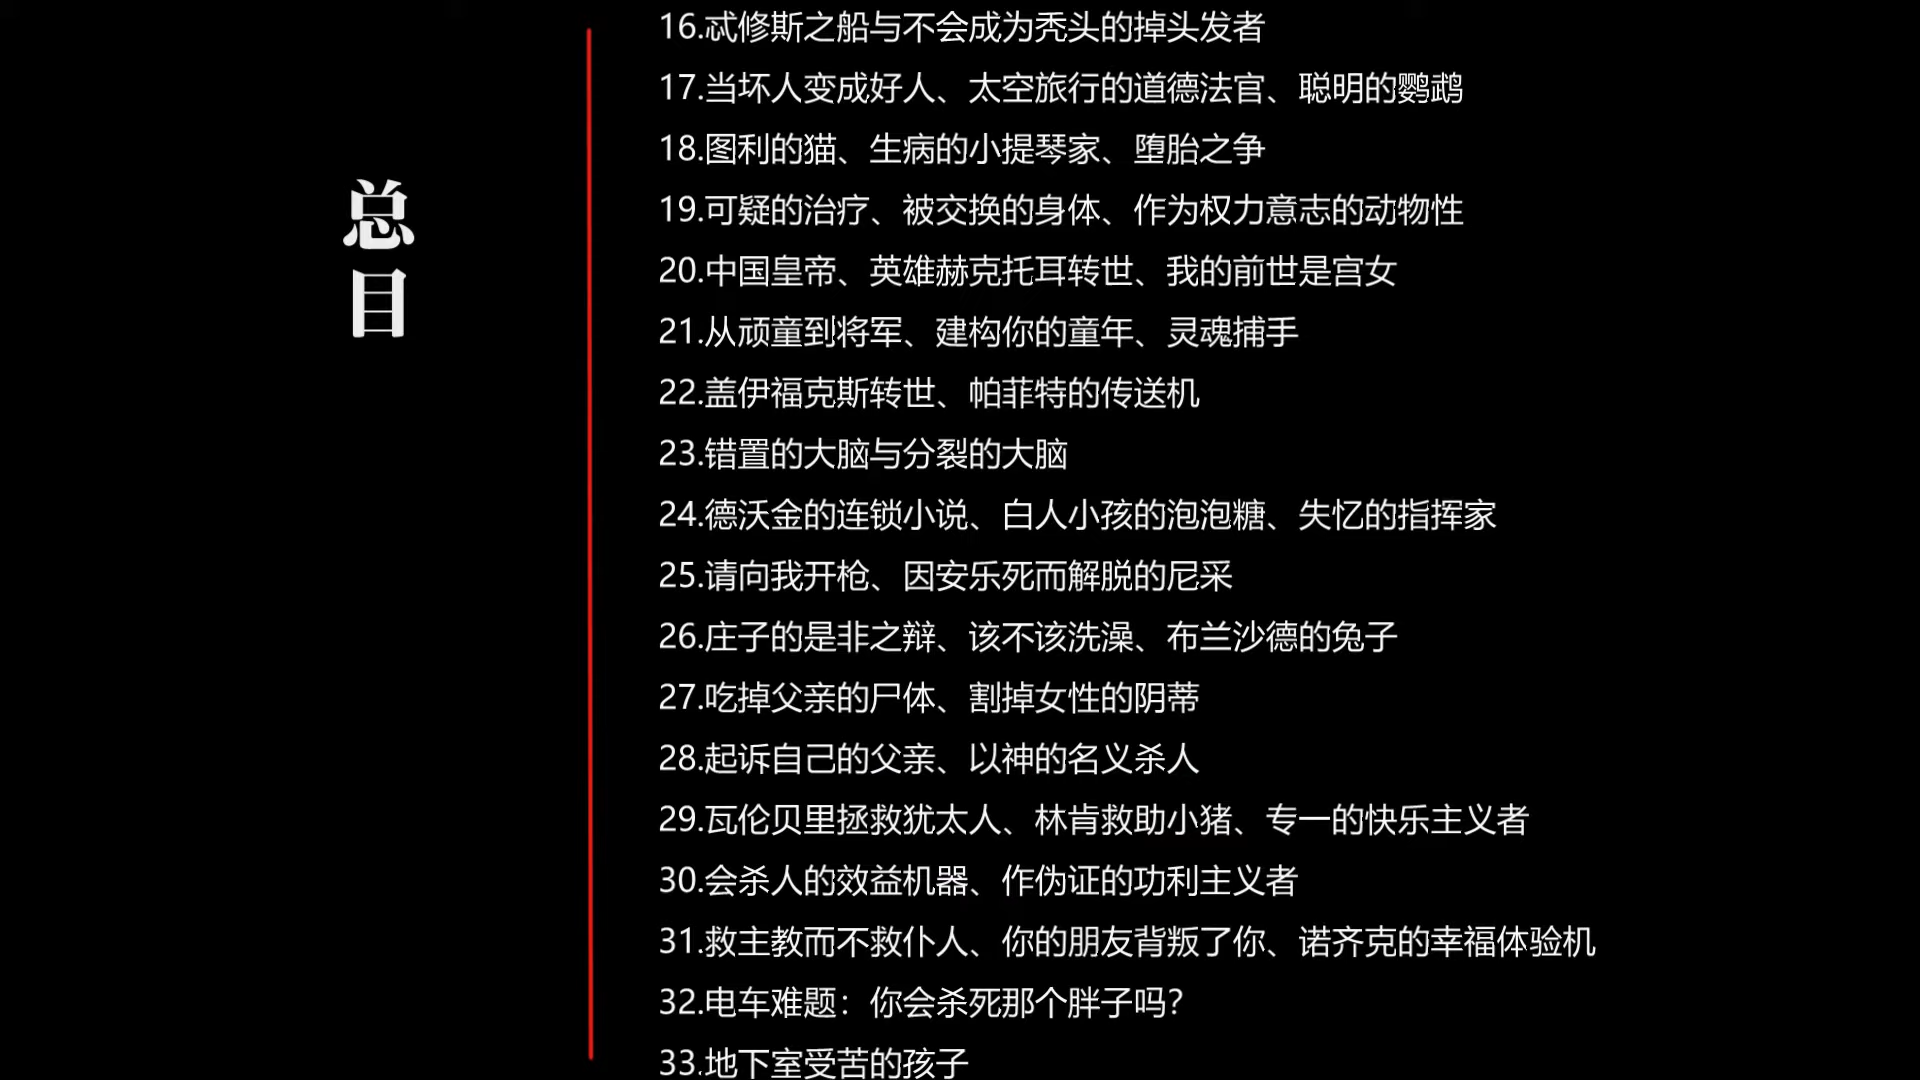 总目
16.忒修斯之船与不会成为秃头的掉头发者
17.当坏人变成好人、太空旅行的道德法官、聪明的鹦鹉
18.图利的猫、生病的小提琴家、堕胎之争
19.可疑的治疗、被交换的身体、作为权力意志的动物性
20.中国皇帝、英雄赫克托耳转世、我的前世是宫女
21.从顽童到将军、建构你的童年、灵魂捕手
22.盖伊福克斯转世、帕菲特的传送机
23.错置的大脑与分裂的大脑
24.德沃金的连锁小说、白人小孩的泡泡糖、失忆的指挥家
25.请向我开枪、因安乐死而解脱的尼采
26.庄子的是非之辩、该不该洗澡、布兰沙德的兔子
27.吃掉父亲的尸体、割掉女性的阴蒂
28.起诉自己的父亲、以神的名义杀人
29.瓦伦贝里拯救犹太人、林肯救助小猪、专一的快乐主义者
30.会杀人的效益机器、作伪证的功利主义者
31.救主教而不救仆人、你的朋友背叛了你、诺齐克的幸福体验机
32.电车难题：你会杀死那个胖子吗?
33.地下室受苦的孩子